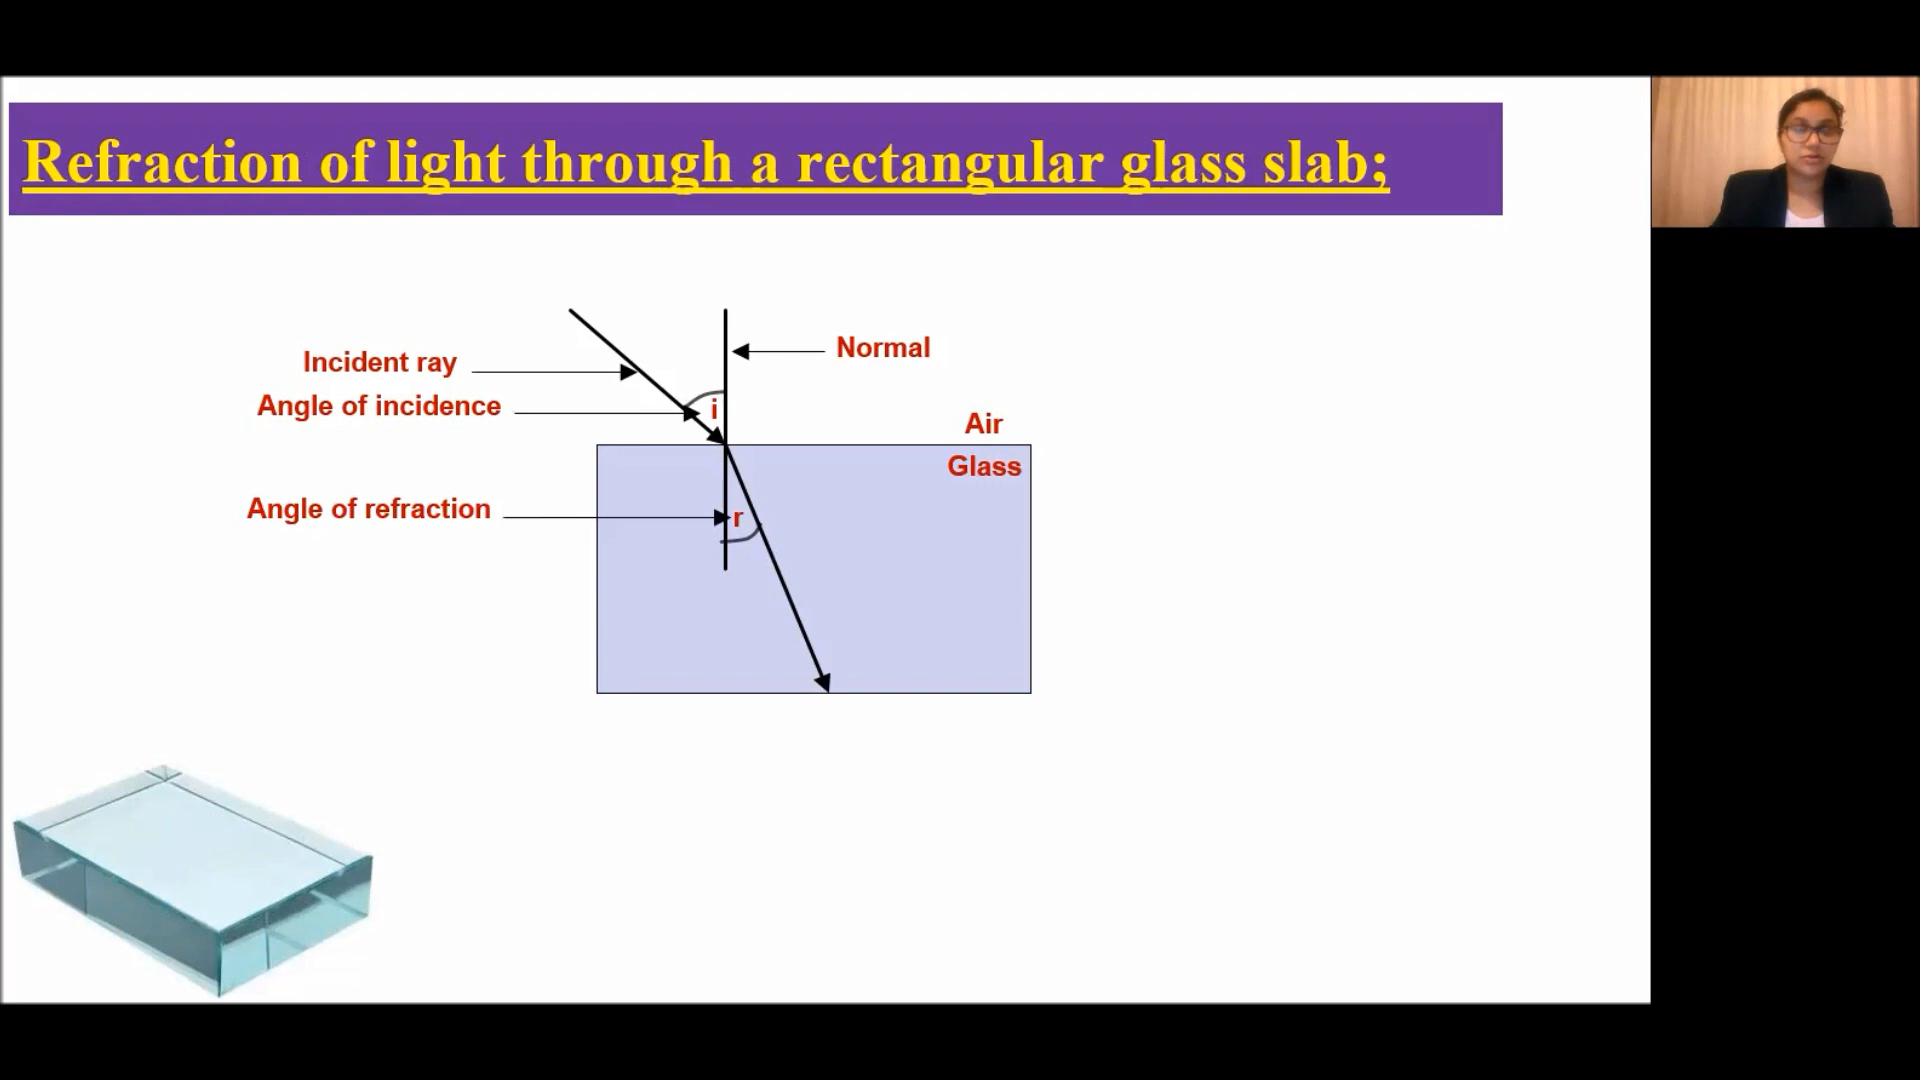 Refraction of light through a rectangular glass slab;
Incident ray
Normal
Angle of incidence
i
Air
Glass
Angle of refraction
r